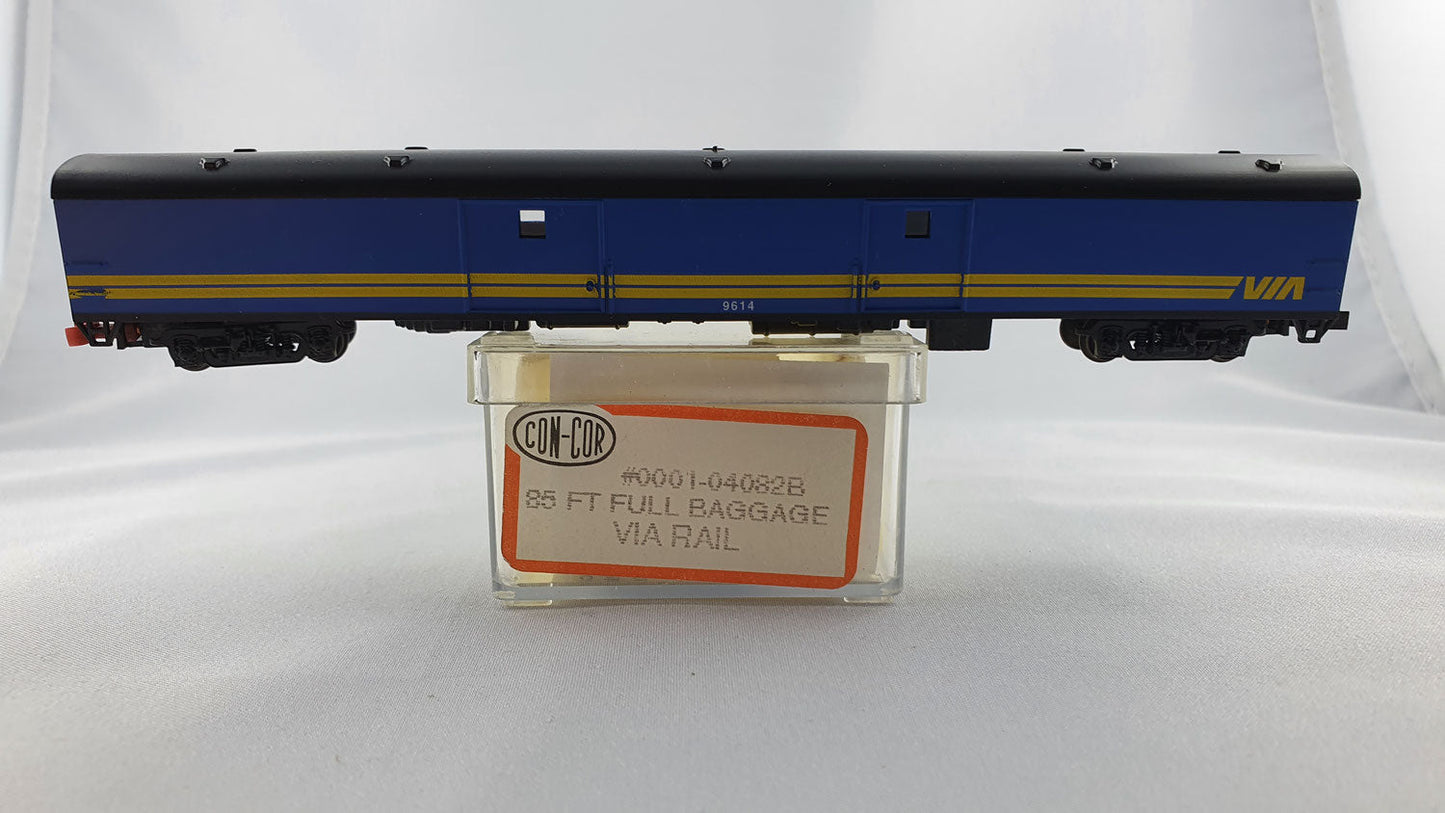 VIA
9614
CON-COR
#0001-04082B
85 FT FULL BAGGAGE
VIA RAIL